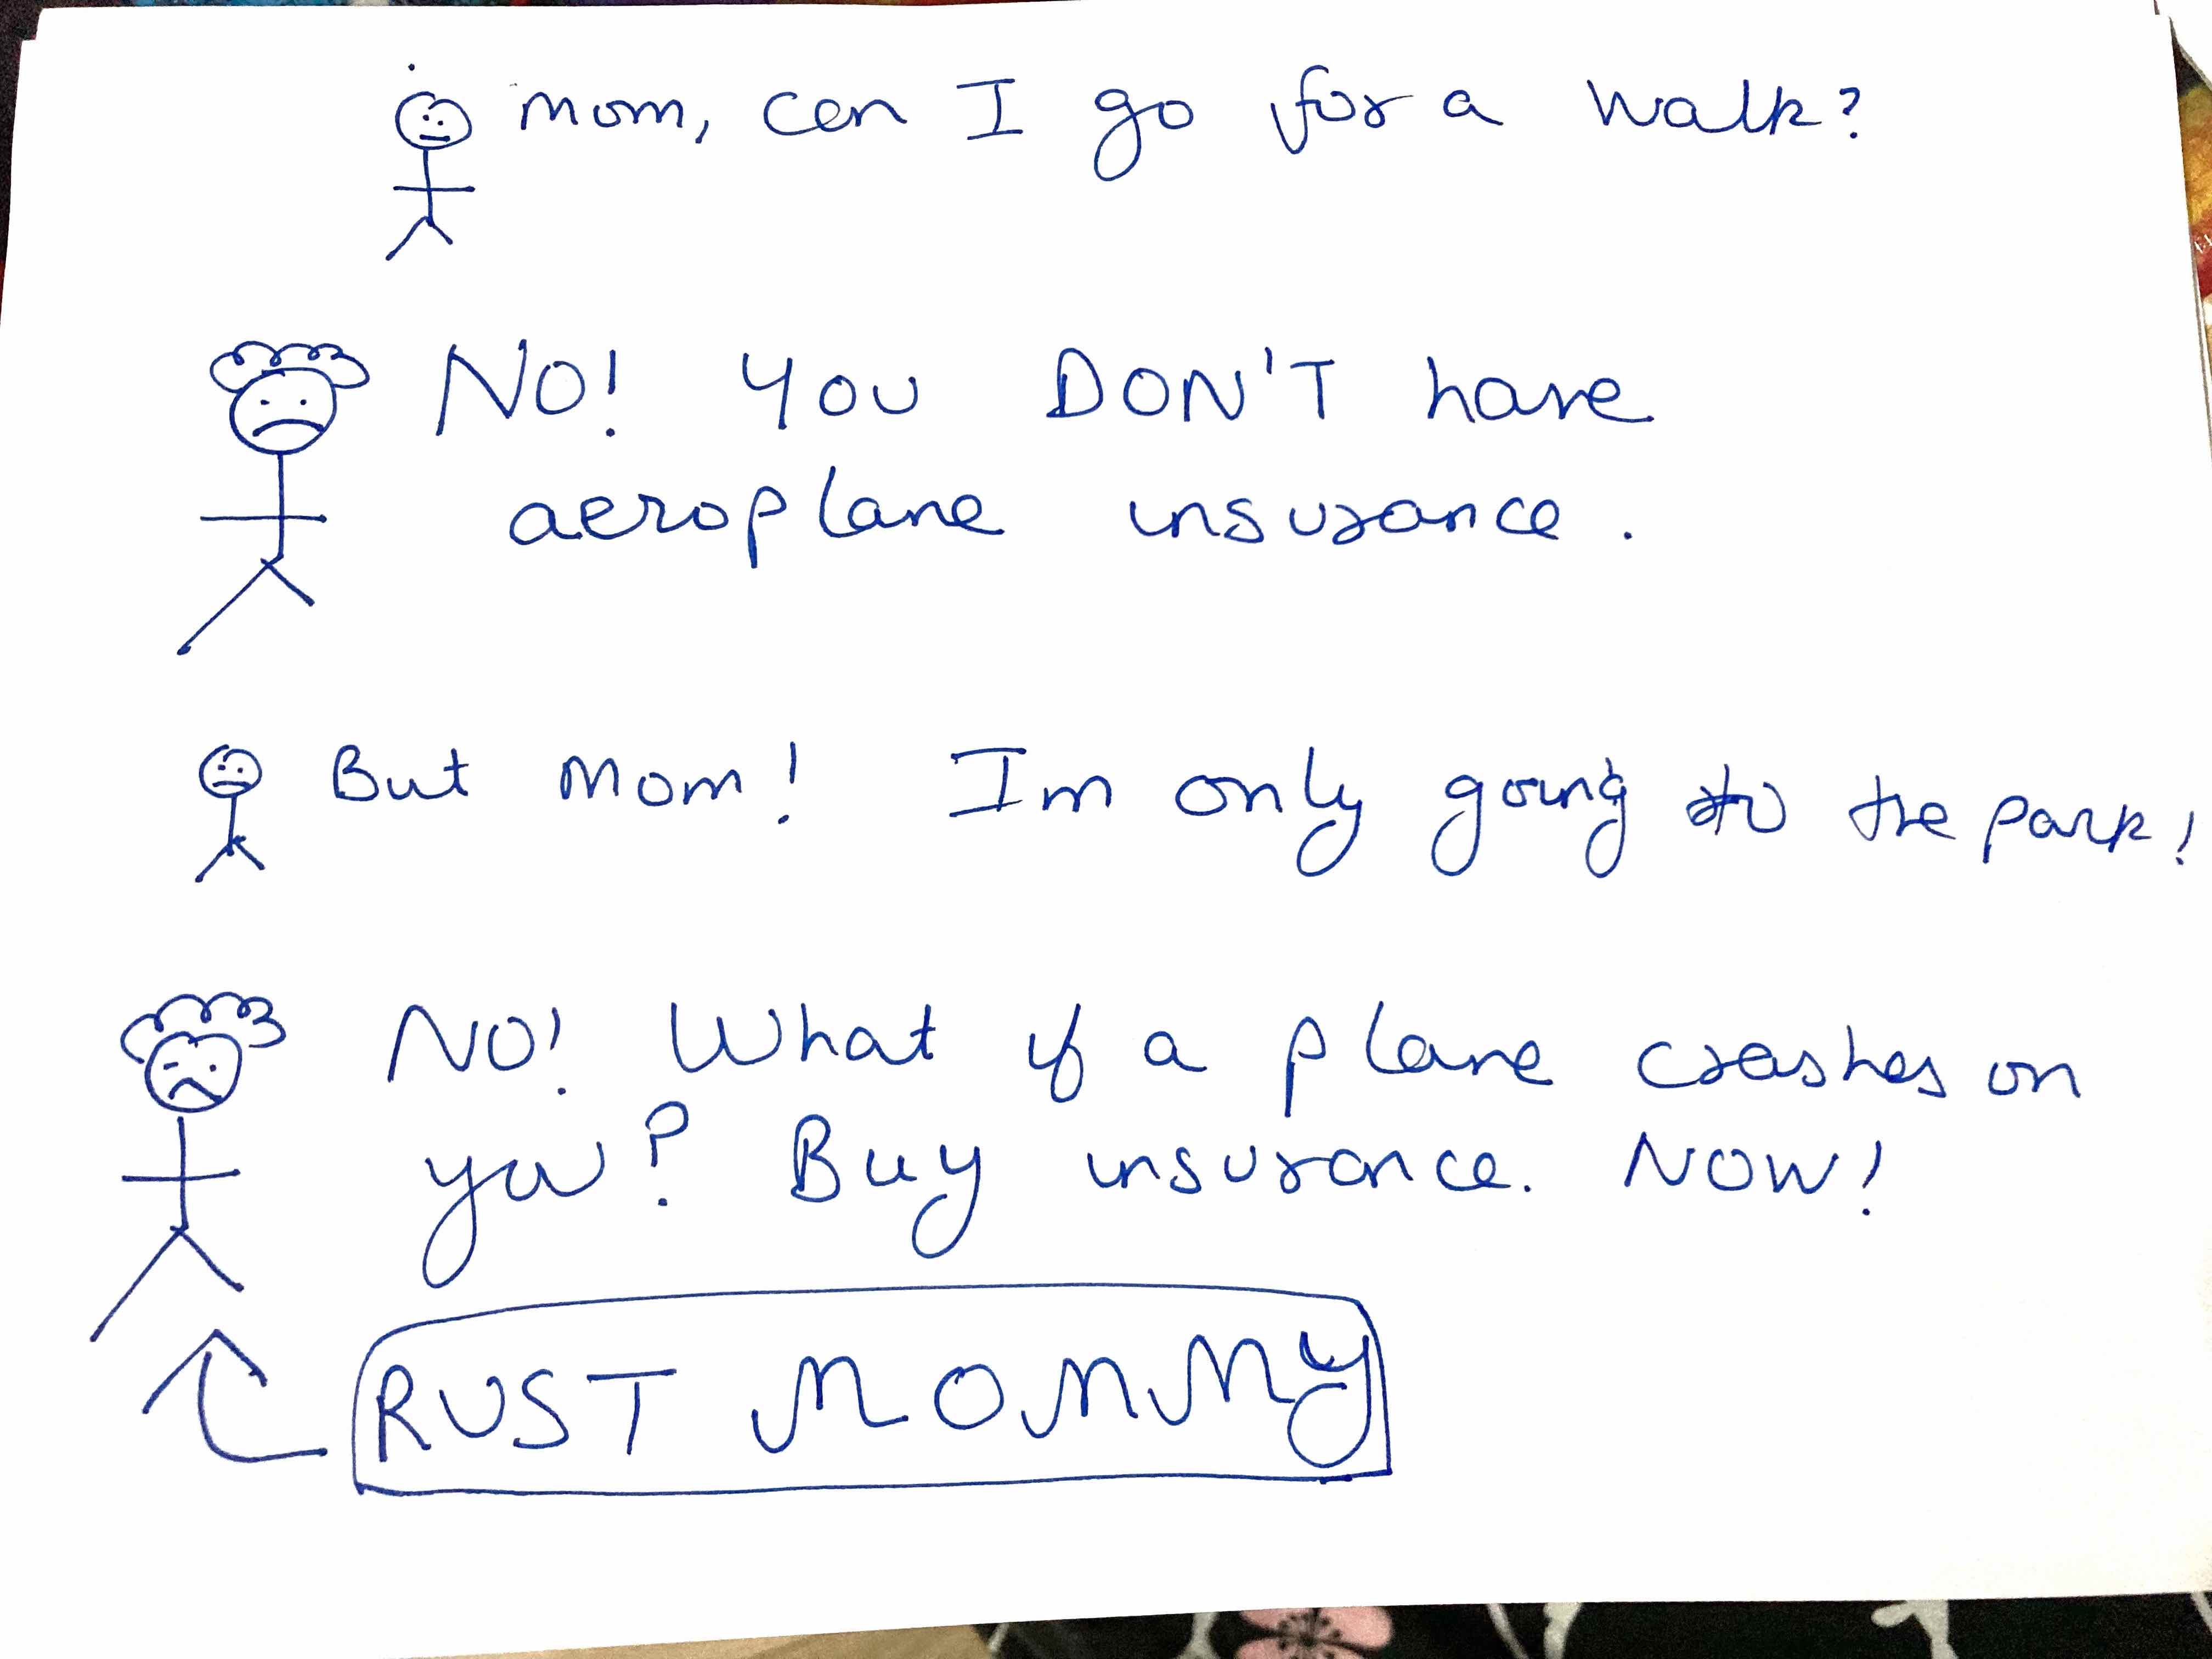 Mom, can I go for a walk?
NO! YOU DON'T have
aeroplane insurance.
But Mom! Im only going to the park!
NO! What if a plane crashes on
you? Buy insurance. NOW!
RUST MOMMY